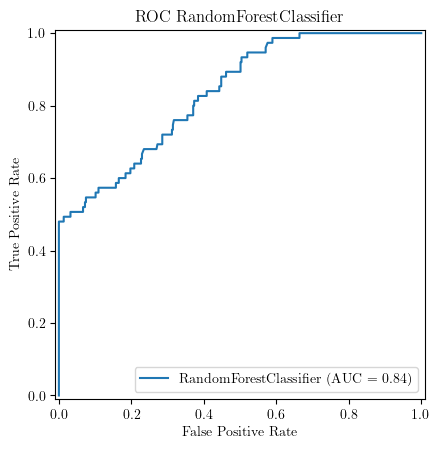 ROC RandomForestClassifier
1.0
0.8
0.6
0.4
0.2
0.0
True Positive Rate
RandomForestClassifier (AUC = 0.84)
0.0 0.2 0.4 0.6 0.8 1.0
False Positive Rate